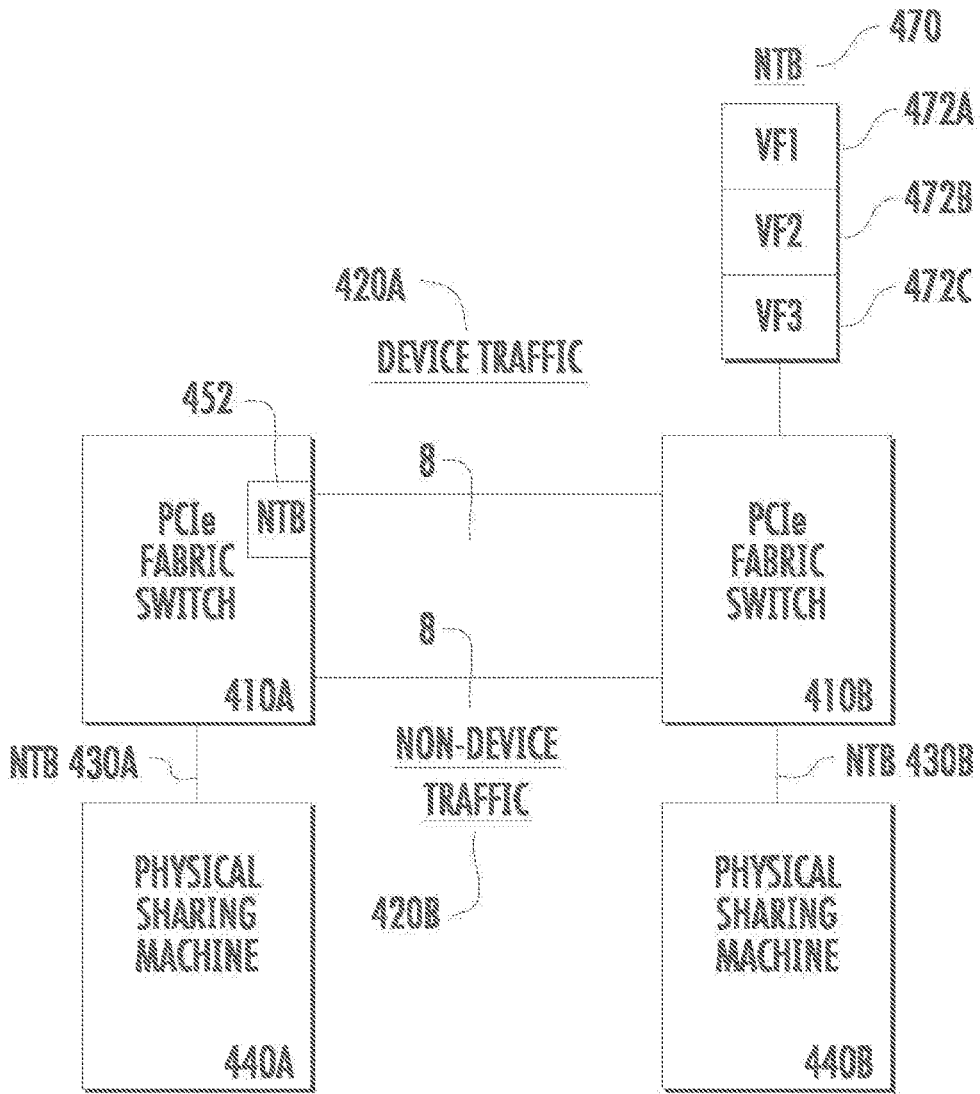 470
NTB
472A
VF1
472B
VF2
472C
VF3
420A
DEVICE TRAFFIC
452
8
NTB
PCIe
FABRIC
SWITCH
410A
PCIe
FABRIC
SWITCH
410B
8
NTB 430A
NON-DEVICE
TRAFFIC
NTB 430B
420B
PHYSICAL
SHARING
MACHINE
440A
PHYSICAL
SHARING
MACHINE
440B